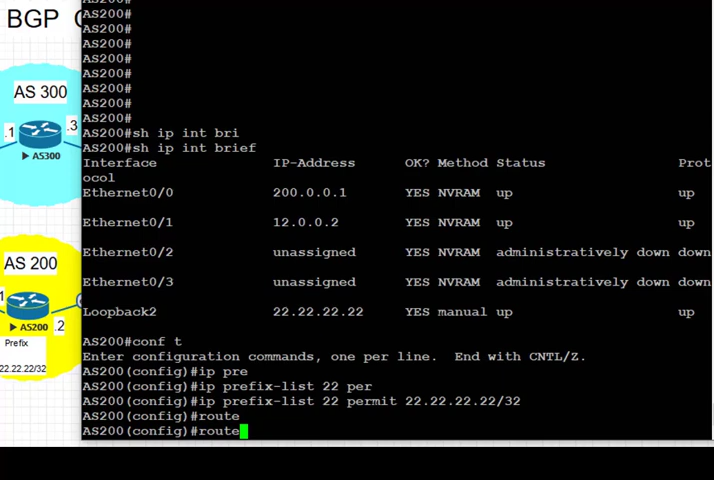 BGP
AS 300
.1
.3
AS300
AS 200
.2
AS200
Prefix
22.22.22/32
AS200#
AS200#
AS200#
AS200#
AS200#
AS200#
AS200#
AS200#
AS200#sh ip int bri
AS200#sh ip int brief
Interface IP-Address OK? Method Status Prot
ocol
Ethernet0/0 200.0.0.1 YES NVRAM up up
Ethernet0/1 12.0.0.2 YES NVRAM up up
Ethernet0/2 unassigned YES NVRAM administratively down down
Ethernet0/3 unassigned YES NVRAM administratively down down
Loopback2 22.22.22.22 YES manual up up
AS200#conf t
Enter configuration commands, one per line. End with CNTL/Z.
AS200(config)#ip pre
AS200(config)#ip prefix-list 22 per
AS200(config)#ip prefix-list 22 permit 22.22.22.22/32
AS200(config)#route
AS200(config)#route